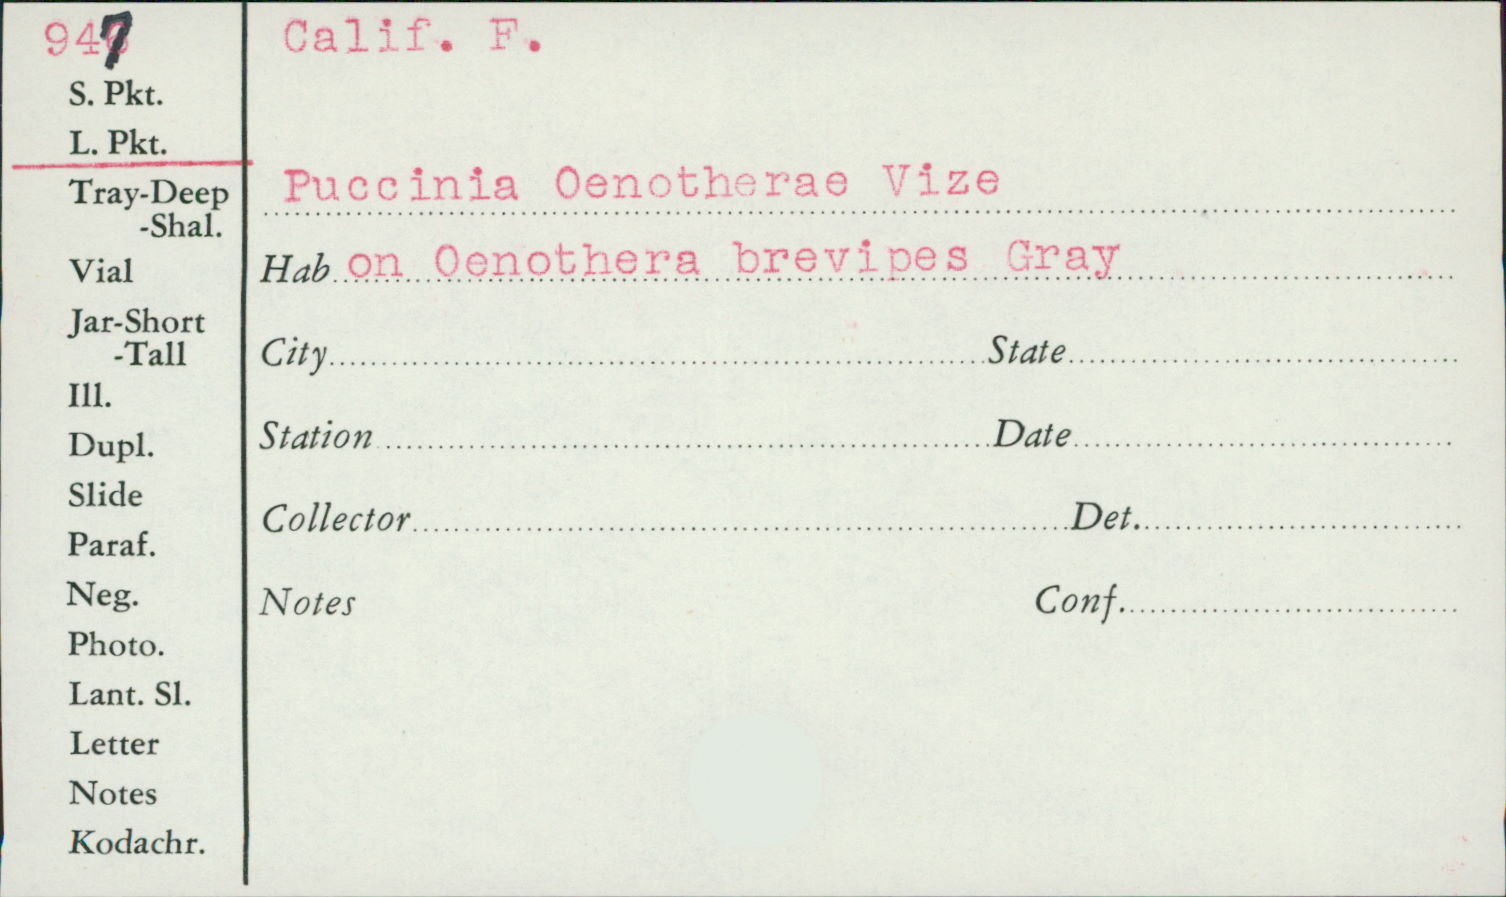 947
Calif. F.
S. Pkt.
L. Pkt.
Tray-Deep
-Shal.
Vial
Jar-Short
-Tall
Ill.
Dupl.
Slide
Paraf.
Neg.
Photo.
Lant. Sl.
Letter
Notes
Kodachr.
Puccinia Oenotherae Vize
Hab on Oenothera brevipes Gray
City State
Station Date
Collector Det.
Notes Conf.